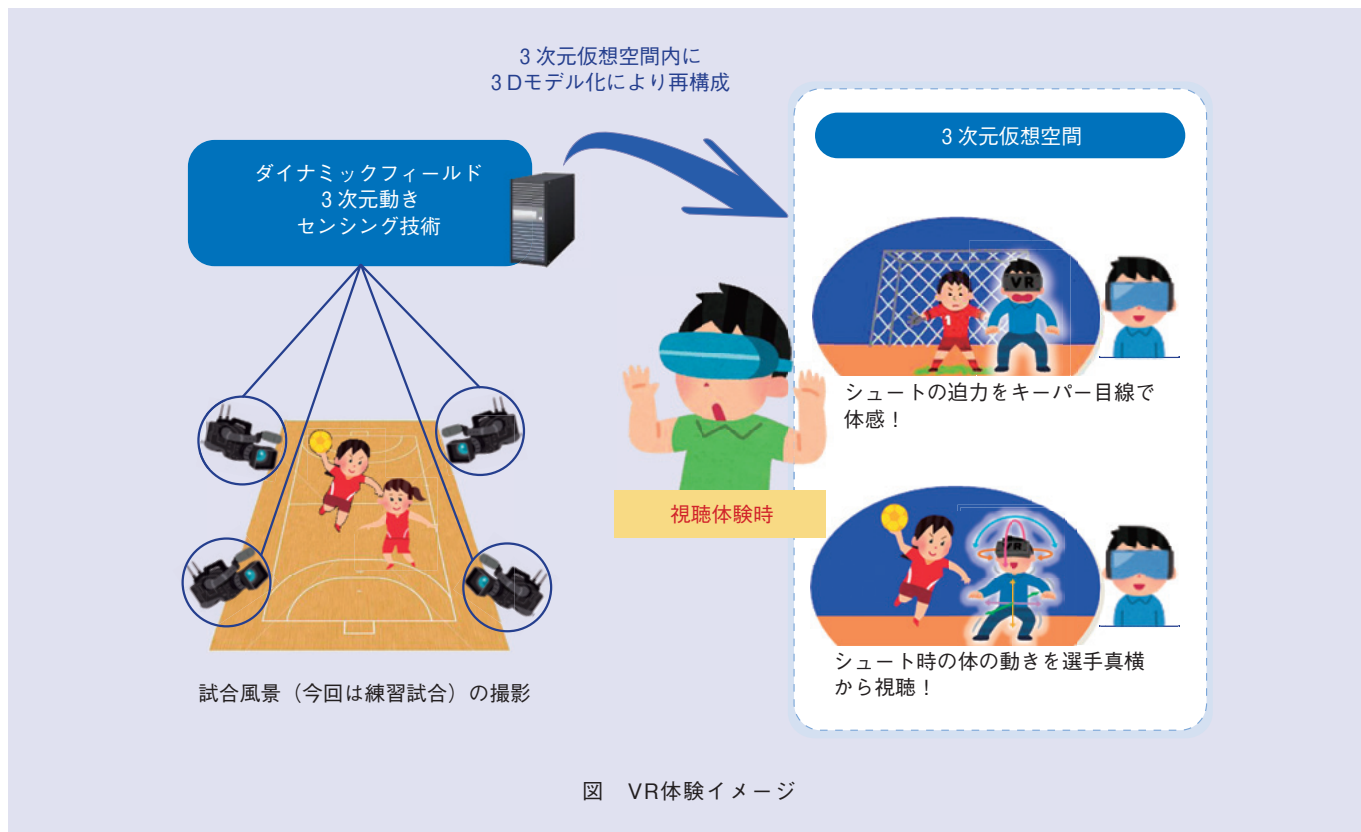 3次元仮想空間内に
3Dモデル化により再構成
ダイナミックフィールド
3次元動き
センシング技術
3次元仮想空間
VR
1
シュートの迫力をキーパー目線で
体感！
視聴体験時
VR
シュート時の体の動きを選手真横
から視聴！
試合風景（今回は練習試合）の撮影
図　VR体験イメージ